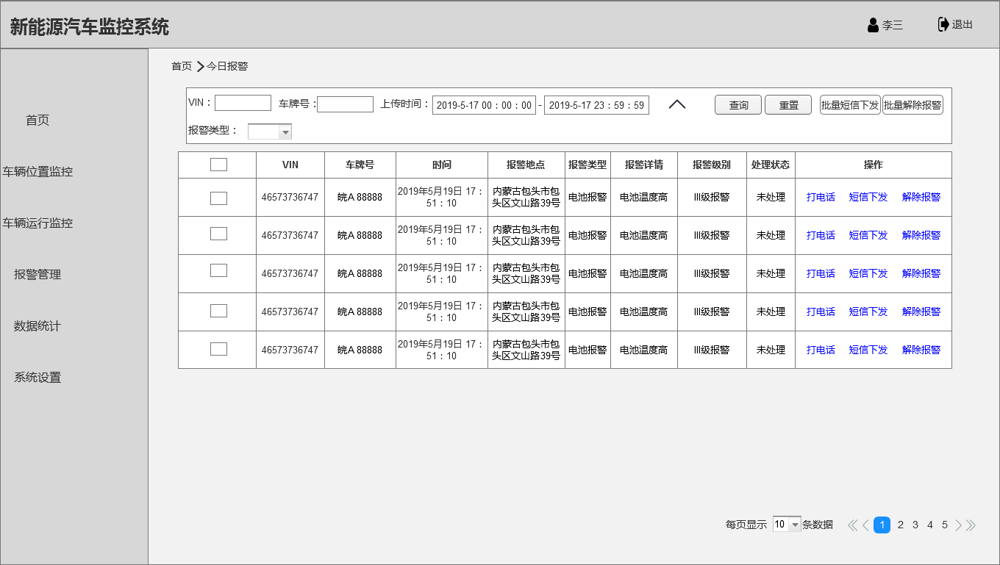 新能源汽车监控系统
李三
退出
首页
车辆位置监控
车辆运行监控
报警管理
数据统计
系统设置
首页 今日报警
VIN： 车牌号： 上传时间： 2019-5-17 00：00：00 - 2019-5-17 23：59：59 查询 重置 批量短信下发 批量解除报警
报警类型：
VIN 车牌号 时间 报警地点 报警类型 报警详情 报警级别 处理状态 操作
46573736747 皖A 88888 2019年5月19日 17：51：10 内蒙古包头市包头区文山路39号 电池报警 电池温度高 III级报警 未处理 打电话 短信下发 解除报警
46573736747 皖A 88888 2019年5月19日 17：51：10 内蒙古包头市包头区文山路39号 电池报警 电池温度高 III级报警 未处理 打电话 短信下发 解除报警
46573736747 皖A 88888 2019年5月19日 17：51：10 内蒙古包头市包头区文山路39号 电池报警 电池温度高 III级报警 未处理 打电话 短信下发 解除报警
46573736747 皖A 88888 2019年5月19日 17：51：10 内蒙古包头市包头区文山路39号 电池报警 电池温度高 III级报警 未处理 打电话 短信下发 解除报警
46573736747 皖A 88888 2019年5月19日 17：51：10 内蒙古包头市包头区文山路39号 电池报警 电池温度高 III级报警 未处理 打电话 短信下发 解除报警
每页显示 10 条数据 1 2 3 4 5